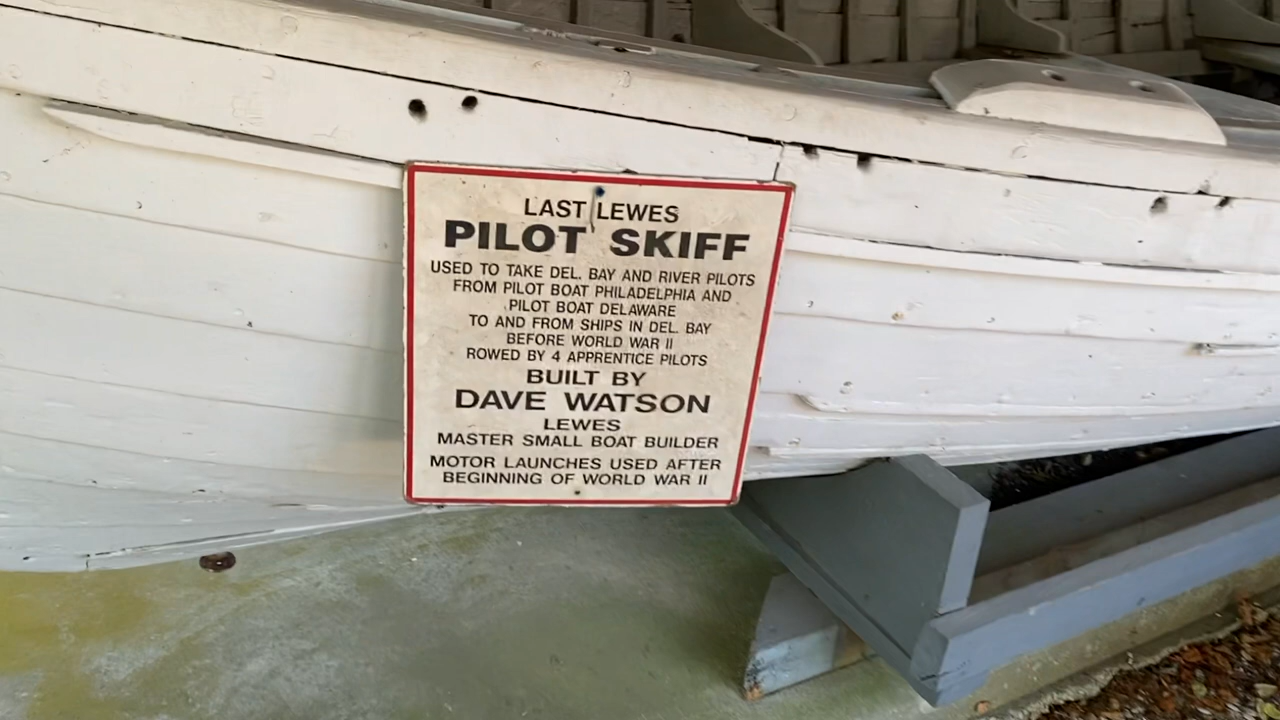 LAST LEWES
PILOT SKIFF
USED TO TAKE DEL. BAY AND RIVER PILOTS
FROM PILOT BOAT PHILADELPHIA AND
PILOT BOAT DELAWARE
TO AND FROM SHIPS IN DEL. BAY
BEFORE WORLD WAR II
ROWED BY 4 APPRENTICE PILOTS
BUILT BY
DAVE WATSON
LEWES
MASTER SMALL BOAT BUILDER
MOTOR LAUNCHES USED AFTER
BEGINNING OF WORLD WAR II